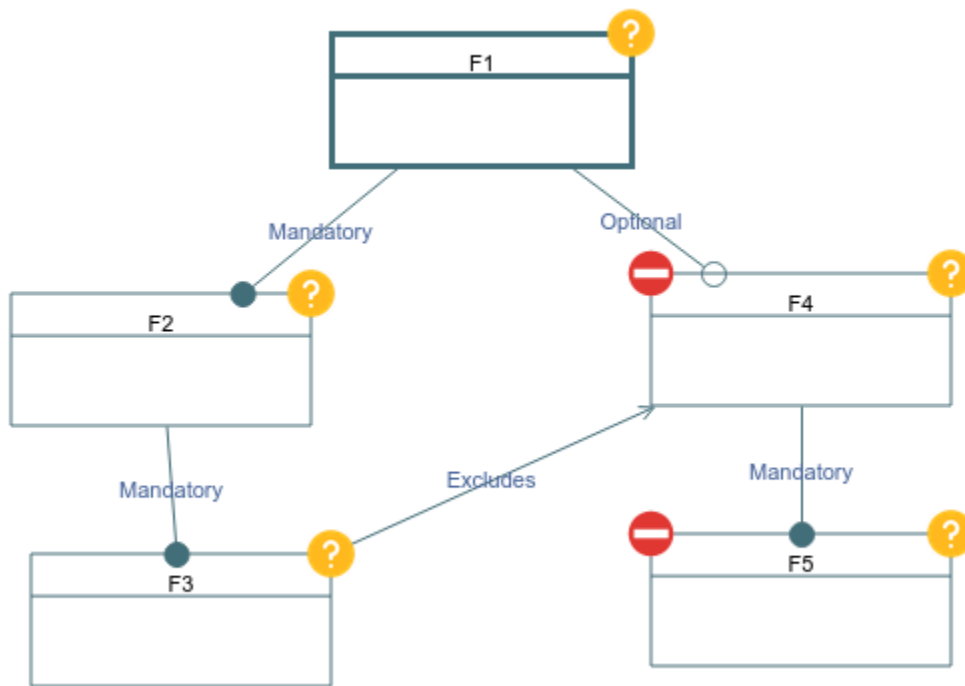 ?
F1
Mandatory
Optional
?
?
F2
F4
Mandatory
Excludes
Mandatory
?
?
F3
F5